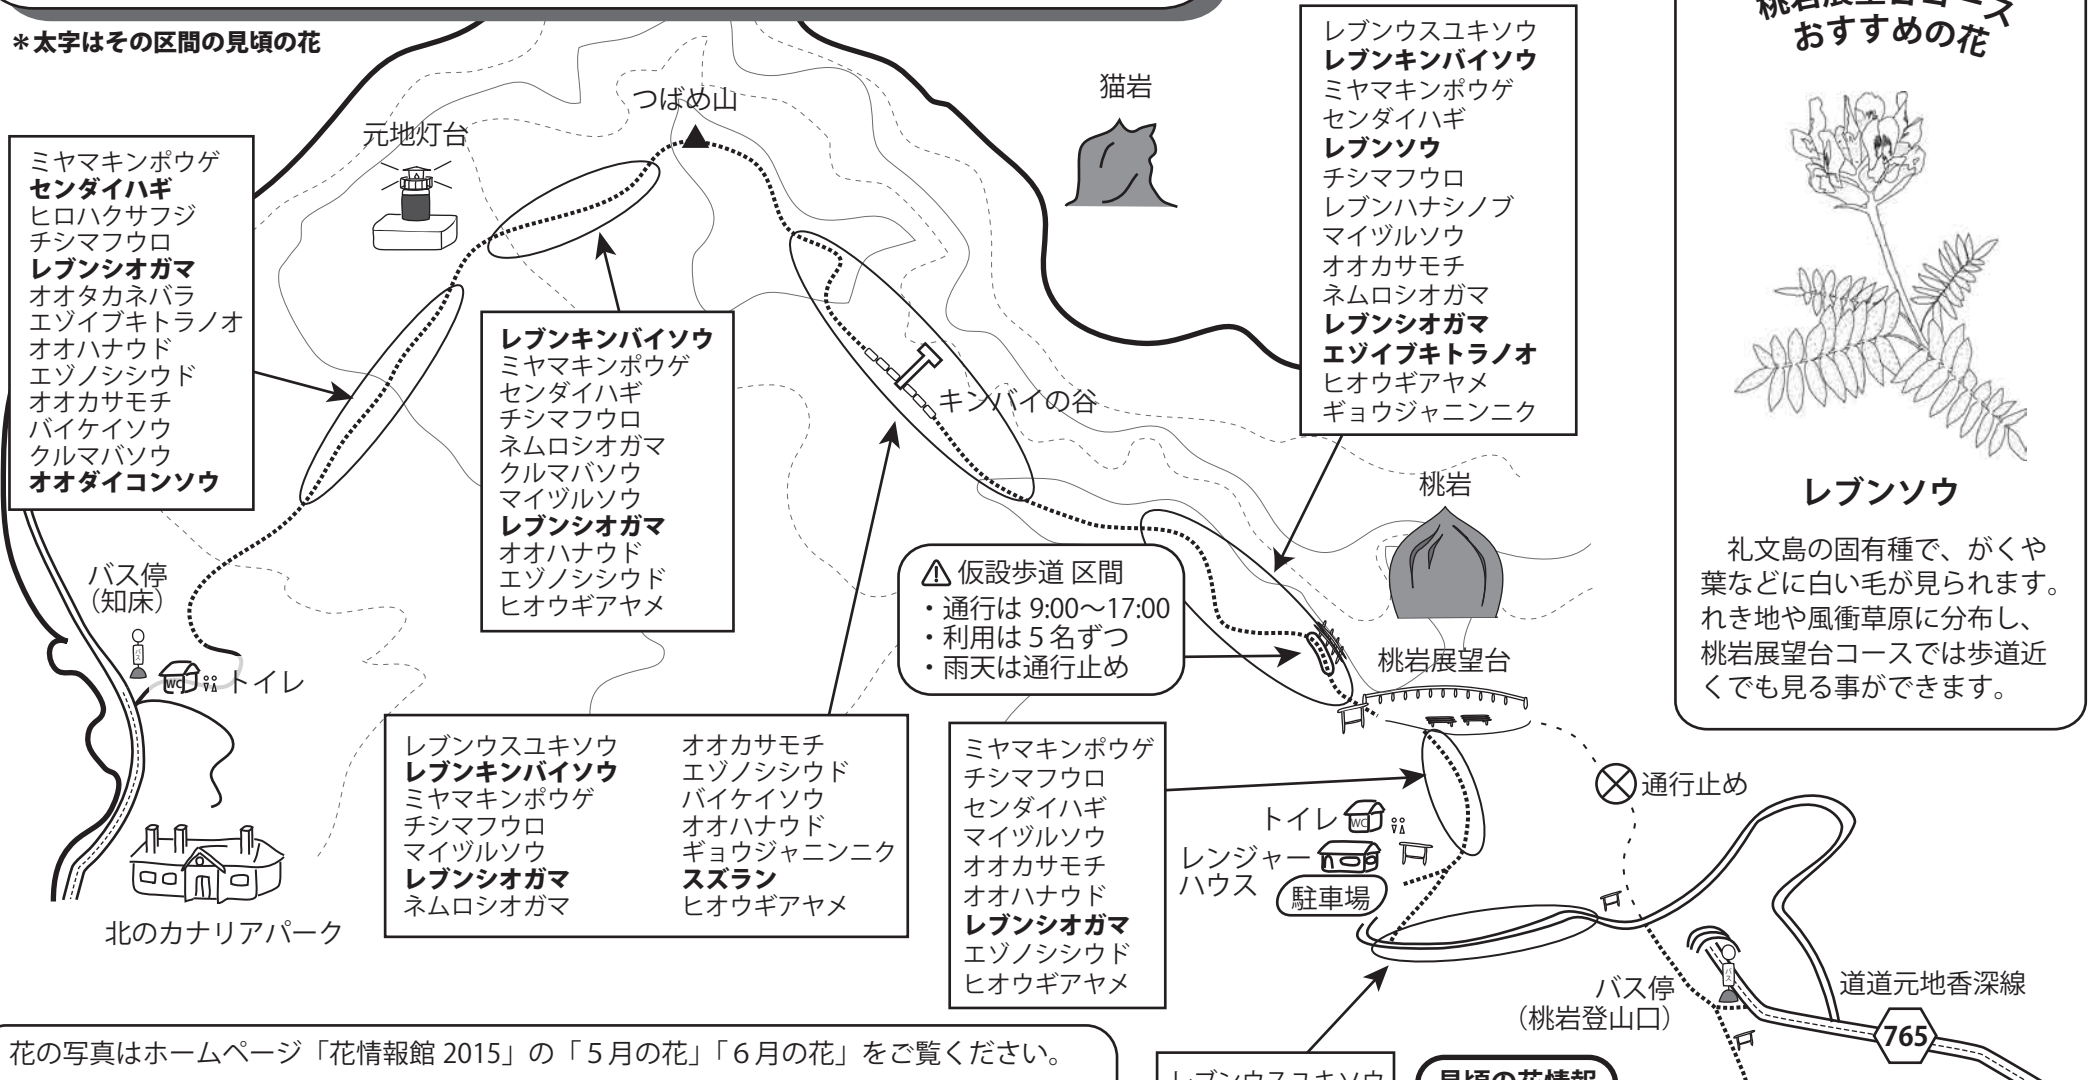 ＊太字はその区間の見頃の花
ミヤマキンポウゲ
センダイハギ
ヒロハクサフジ
チシマフウロ
レブンシオガマ
オオタカネバラ
エゾイブキトラノオ
オオハナウド
エゾノシシウド
オオカサモチ
バイケイソウ
クルマバソウ
オオダイコンソウ
元地灯台
つばめ山
猫岩
レブンキンバイソウ
ミヤマキンポウゲ
センダイハギ
チシマフウロ
ネムロシオガマ
クルマバソウ
マイヅルソウ
レブンシオガマ
オオハナウド
エゾノシシウド
ヒオウギアヤメ
キンバイの谷
レブンウスユキソウ
レブンキンバイソウ
ミヤマキンポウゲ
センダイハギ
レブンソウ
チシマフウロ
レブンハナシノブ
マイヅルソウ
オオカサモチ
ネムロシオガマ
レブンシオガマ
エゾイブキトラノオ
ヒオウギアヤメ
ギョウジャニンニク
桃岩展望台コース
おすすめの花
レブンソウ
礼文島の固有種で、がくや
葉などに白い毛が見られます。
れき地や風衝草原に分布し、
桃岩展望台コースでは歩道近
くでも見る事ができます。
桃岩
⚠ 仮設歩道 区間
・通行は 9:00～17:00
・利用は５名ずつ
・雨天は通行止め
桃岩展望台
バス停
（知床）
バス
WC
トイレ
北のカナリアパーク
レブンウスユキソウ
レブンキンバイソウ
ミヤマキンポウゲ
チシマフウロ
マイヅルソウ
レブンシオガマ
ネムロシオガマ
オオカサモチ
エゾノシシウド
バイケイソウ
オオハナウド
ギョウジャニンニク
スズラン
ヒオウギアヤメ
ミヤマキンポウゲ
チシマフウロ
センダイハギ
マイヅルソウ
オオカサモチ
オオハナウド
レブンシオガマ
エゾノシシウド
ヒオウギアヤメ
通行止め
トイレ
WC
レンジャー
ハウス
駐車場
バス停
（桃岩登山口）
バス
道道元地香深線
765
花の写真はホームページ「花情報館 2015」の「５月の花」「６月の花」をご覧ください。
レブンウスユキソウ
見頃の花情報